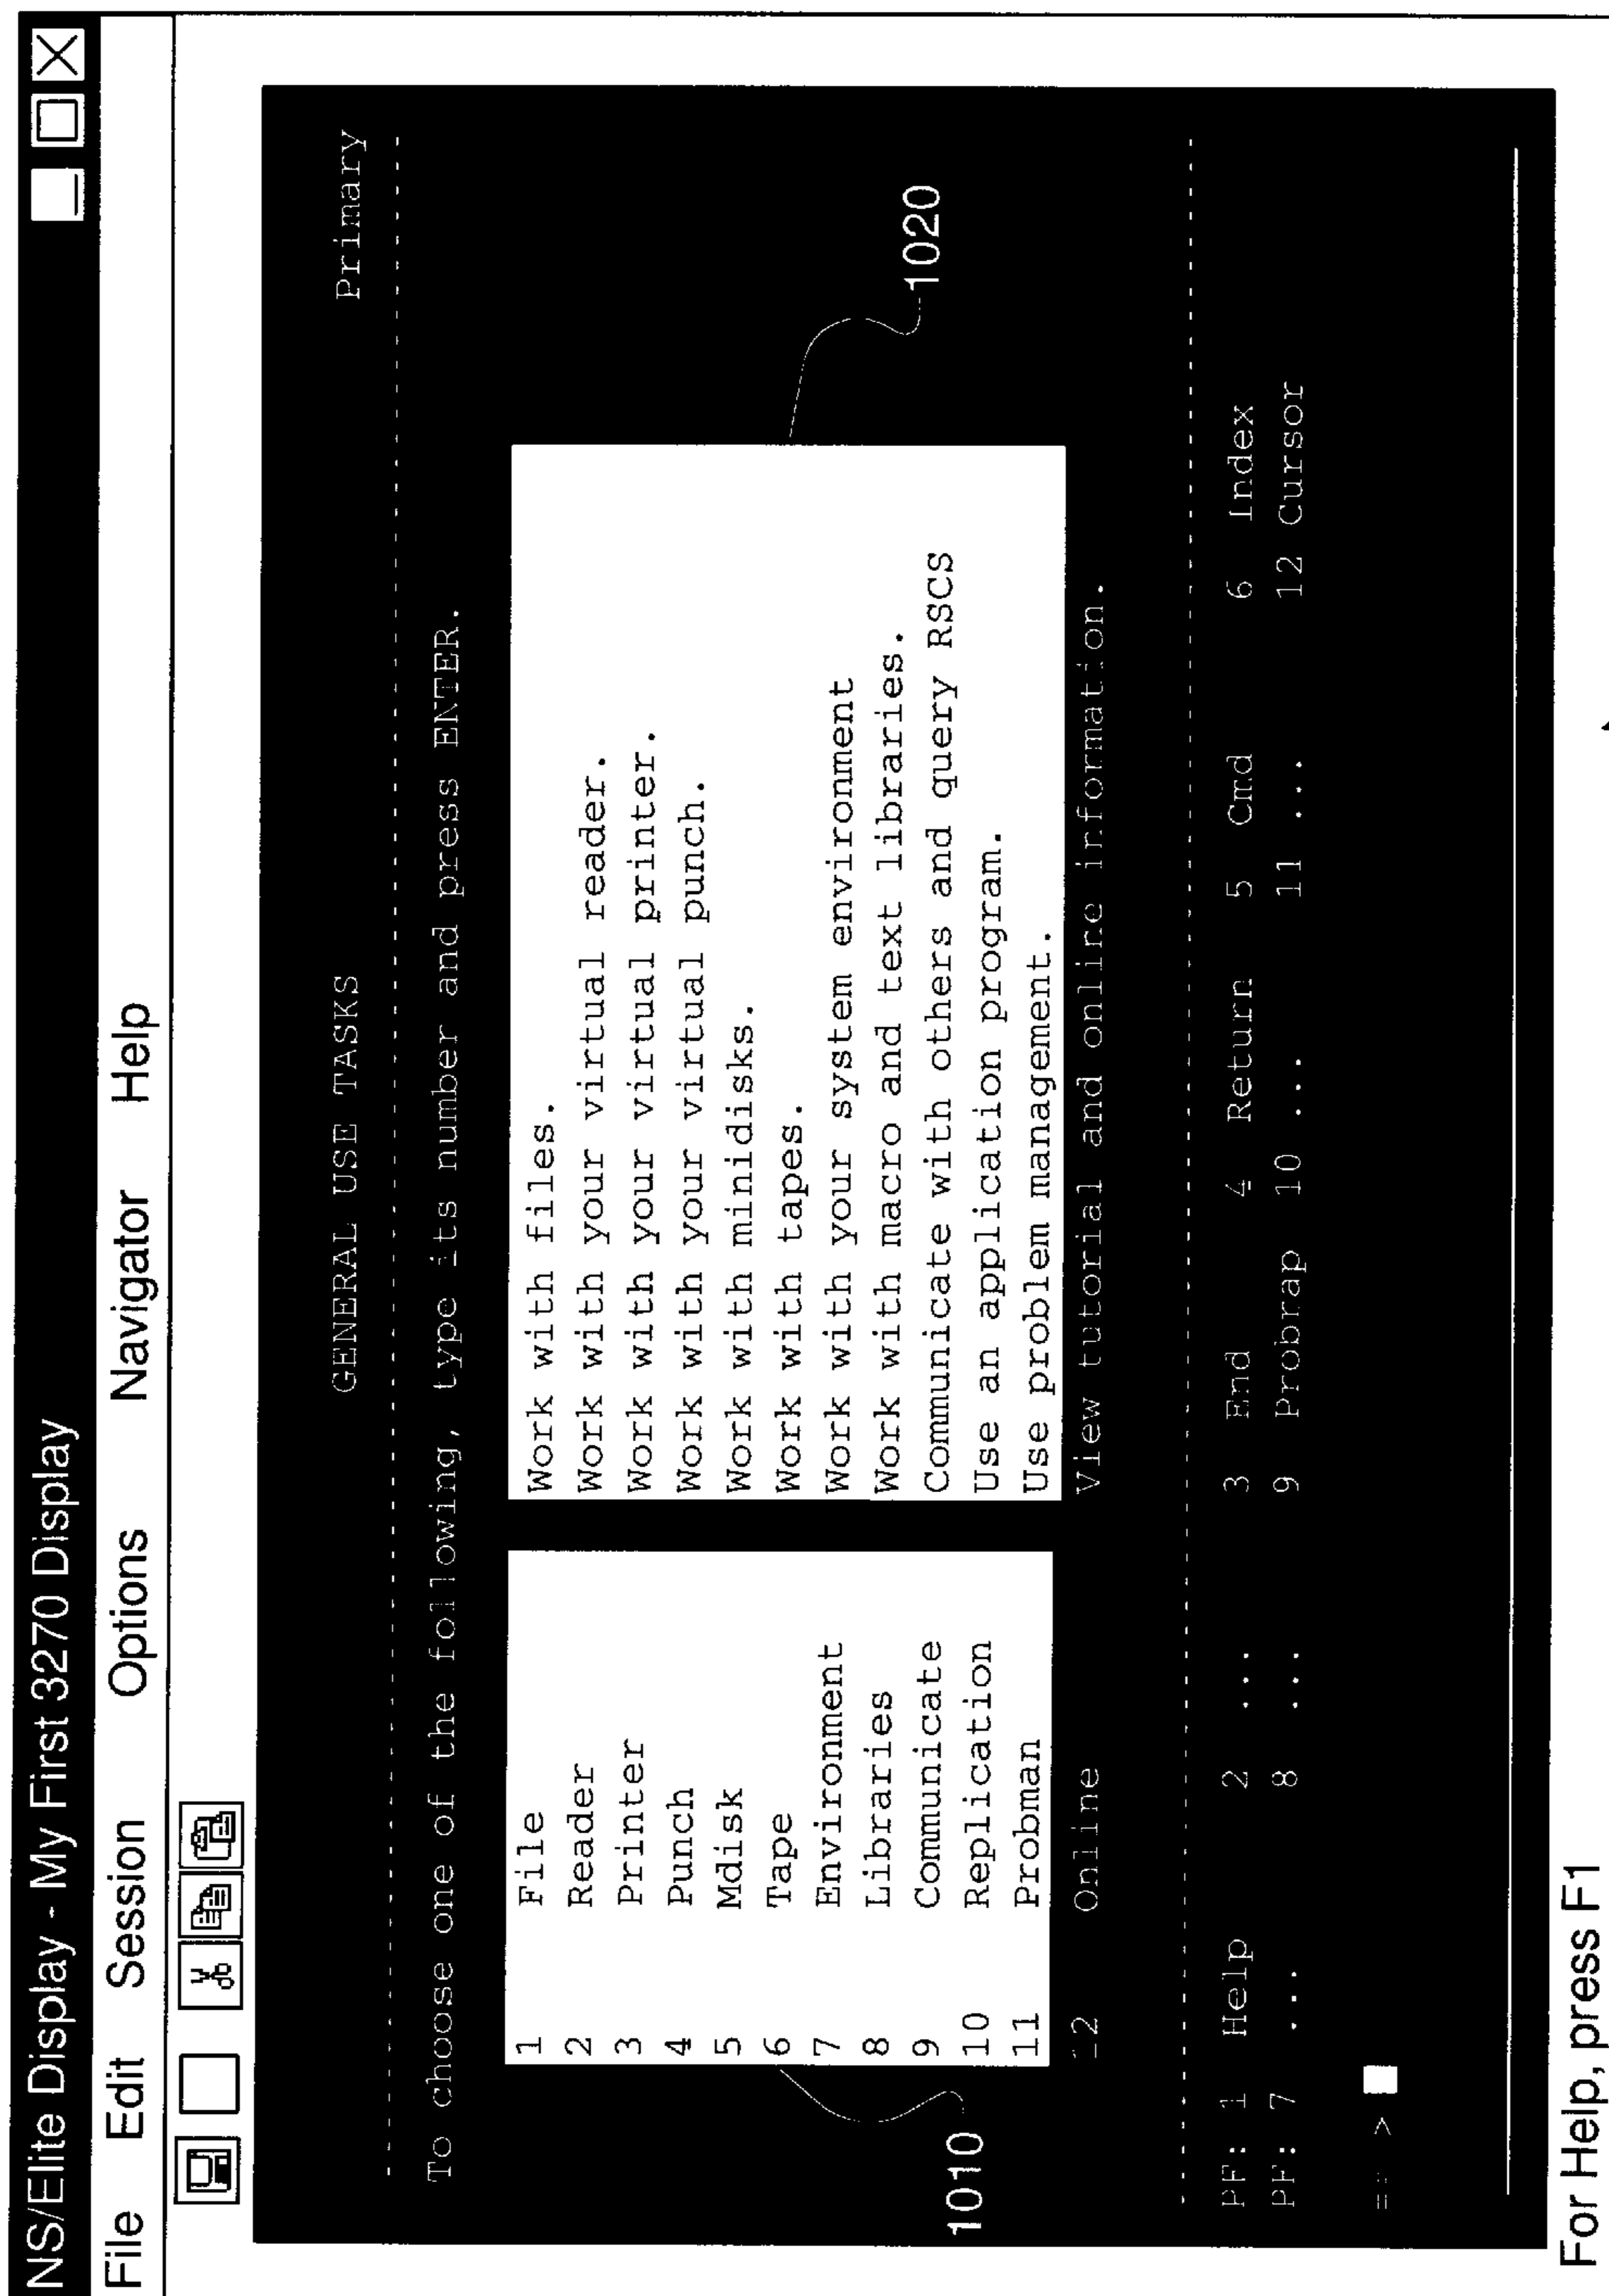 NS/Elite Display - My First 3270 Display
File Edit Session Options Navigator Help
GENERAL USE TASKS Primary
To choose one of the following, type its number and press ENTER.
1 File Work with files.
2 Reader Work with your virtual reader.
3 Printer Work with your virtual printer.
4 Punch Work with your virtual punch.
5 Mdisk Work with minidisks.
6 Tape Work with tapes.
7 Environment Work with your system environment
8 Libraries Work with macro and text libraries.
9 Communicate Communicate with others and query RSCS
10 Replication Use an application program.
11 Probman Use problem management.
12 Online View tutorial and online information.
1010
1020
PF: 1 Help 2 ... 3 End 4 Return 5 Cmd 6 Index
PF: 7 ... 8 ... 9 Probrap 10 ... 11 ... 12 Cursor
== >
For Help, press F1